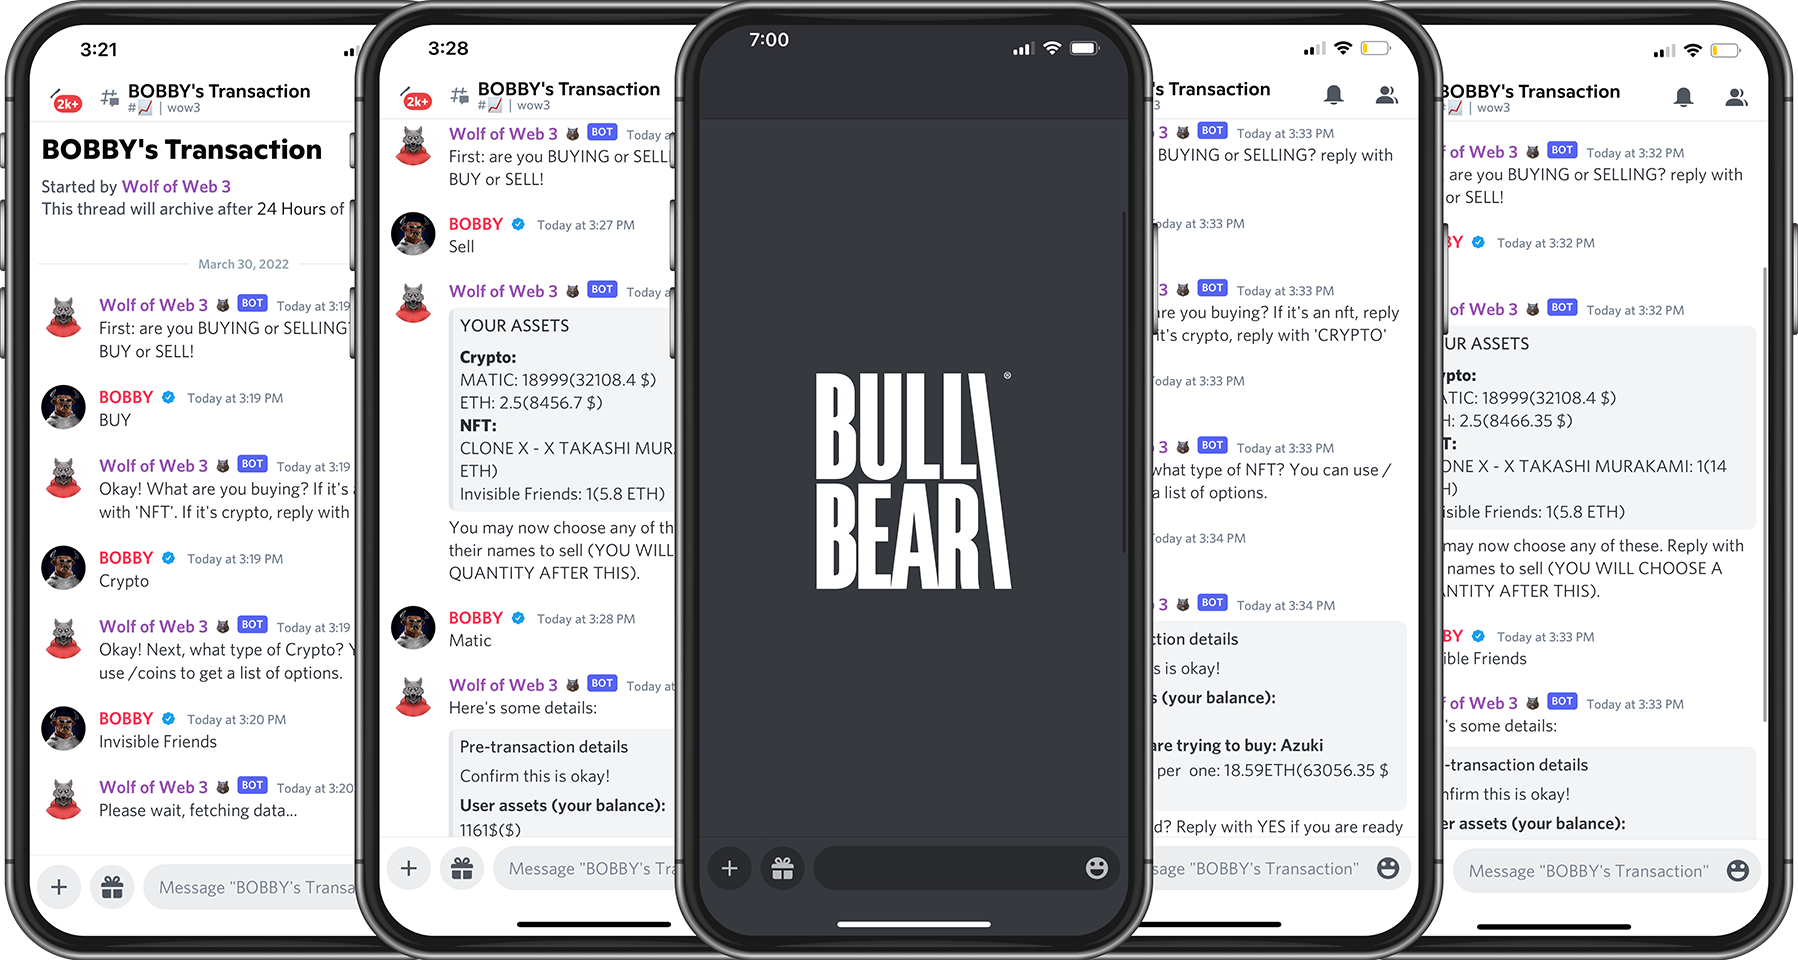 3:21
2k+
BOBBY's Transaction
# | wow3
BOBBY's Transaction
Started by Wolf of Web 3
This thread will archive after 24 Hours of
March 30, 2022
Wolf of Web 3 BOT Today at 3:19
First: are you BUYING or SELLING?
BUY or SELL!
BOBBY Today at 3:19 PM
BUY
Wolf of Web 3 BOT Today at 3:19
Okay! What are you buying? If it's
with 'NFT'. If it's crypto, reply with
BOBBY Today at 3:19 PM
Crypto
Wolf of Web 3 BOT Today at 3:19
Okay! Next, what type of Crypto?
use /coins to get a list of options.
BOBBY Today at 3:20 PM
Invisible Friends
Wolf of Web 3 BOT Today at 3:20
Please wait, fetching data...
Message "BOBBY's Transa
3:28
2k+
BOBBY's Transaction
# | wow3
Wolf of Web 3 BOT Today a
First: are you BUYING or SELL
BUY or SELL!
BOBBY Today at 3:27 PM
Sell
Wolf of Web 3 BOT Today a
YOUR ASSETS
Crypto:
MATIC: 18999(32108.4 $)
ETH: 2.5(8456.7 $)
NFT:
CLONE X - X TAKASHI MUR
ETH)
Invisible Friends: 1(5.8 ETH)
You may now choose any of th
their names to sell (YOU WILL
QUANTITY AFTER THIS).
BOBBY Today at 3:28 PM
Matic
Wolf of Web 3 BOT Today at
Here's some details:
Pre-transaction details
Confirm this is okay!
User assets (your balance):
1161$($)
Message "BOBBY's Tra
7:00
BULL
BEAR
®
's Transaction
3
3 BOT Today at 3:33 PM
BUYING or SELLING? reply with
oday at 3:33 PM
3 BOT Today at 3:33 PM
are you buying? If it's an nft, reply
it's crypto, reply with 'CRYPTO'
oday at 3:33 PM
3 BOT Today at 3:33 PM
what type of NFT? You can use /
a list of options.
oday at 3:34 PM
3 BOT Today at 3:34 PM
ction details
s is okay!
s (your balance):
are trying to buy: Azuki
per one: 18.59ETH(63056.35 $
d? Reply with YES if you are ready
sage "BOBBY's Transaction"
BOBBY's Transaction
| wow3
f of Web 3 BOT Today at 3:32 PM
are you BUYING or SELLING? reply with
or SELL!
BY Today at 3:32 PM
f of Web 3 BOT Today at 3:32 PM
UR ASSETS
ypto:
ATIC: 18999(32108.4 $)
H: 2.5(8466.35 $)
T:
ONE X - X TAKASHI MURAKAMI: 1(14
H)
isible Friends: 1(5.8 ETH)
may now choose any of these. Reply with
names to sell (YOU WILL CHOOSE A
ANTITY AFTER THIS).
BY Today at 3:33 PM
ible Friends
f of Web 3 BOT Today at 3:33 PM
's some details:
-transaction details
nfirm this is okay!
er assets (your balance):
Message "BOBBY's Transaction"